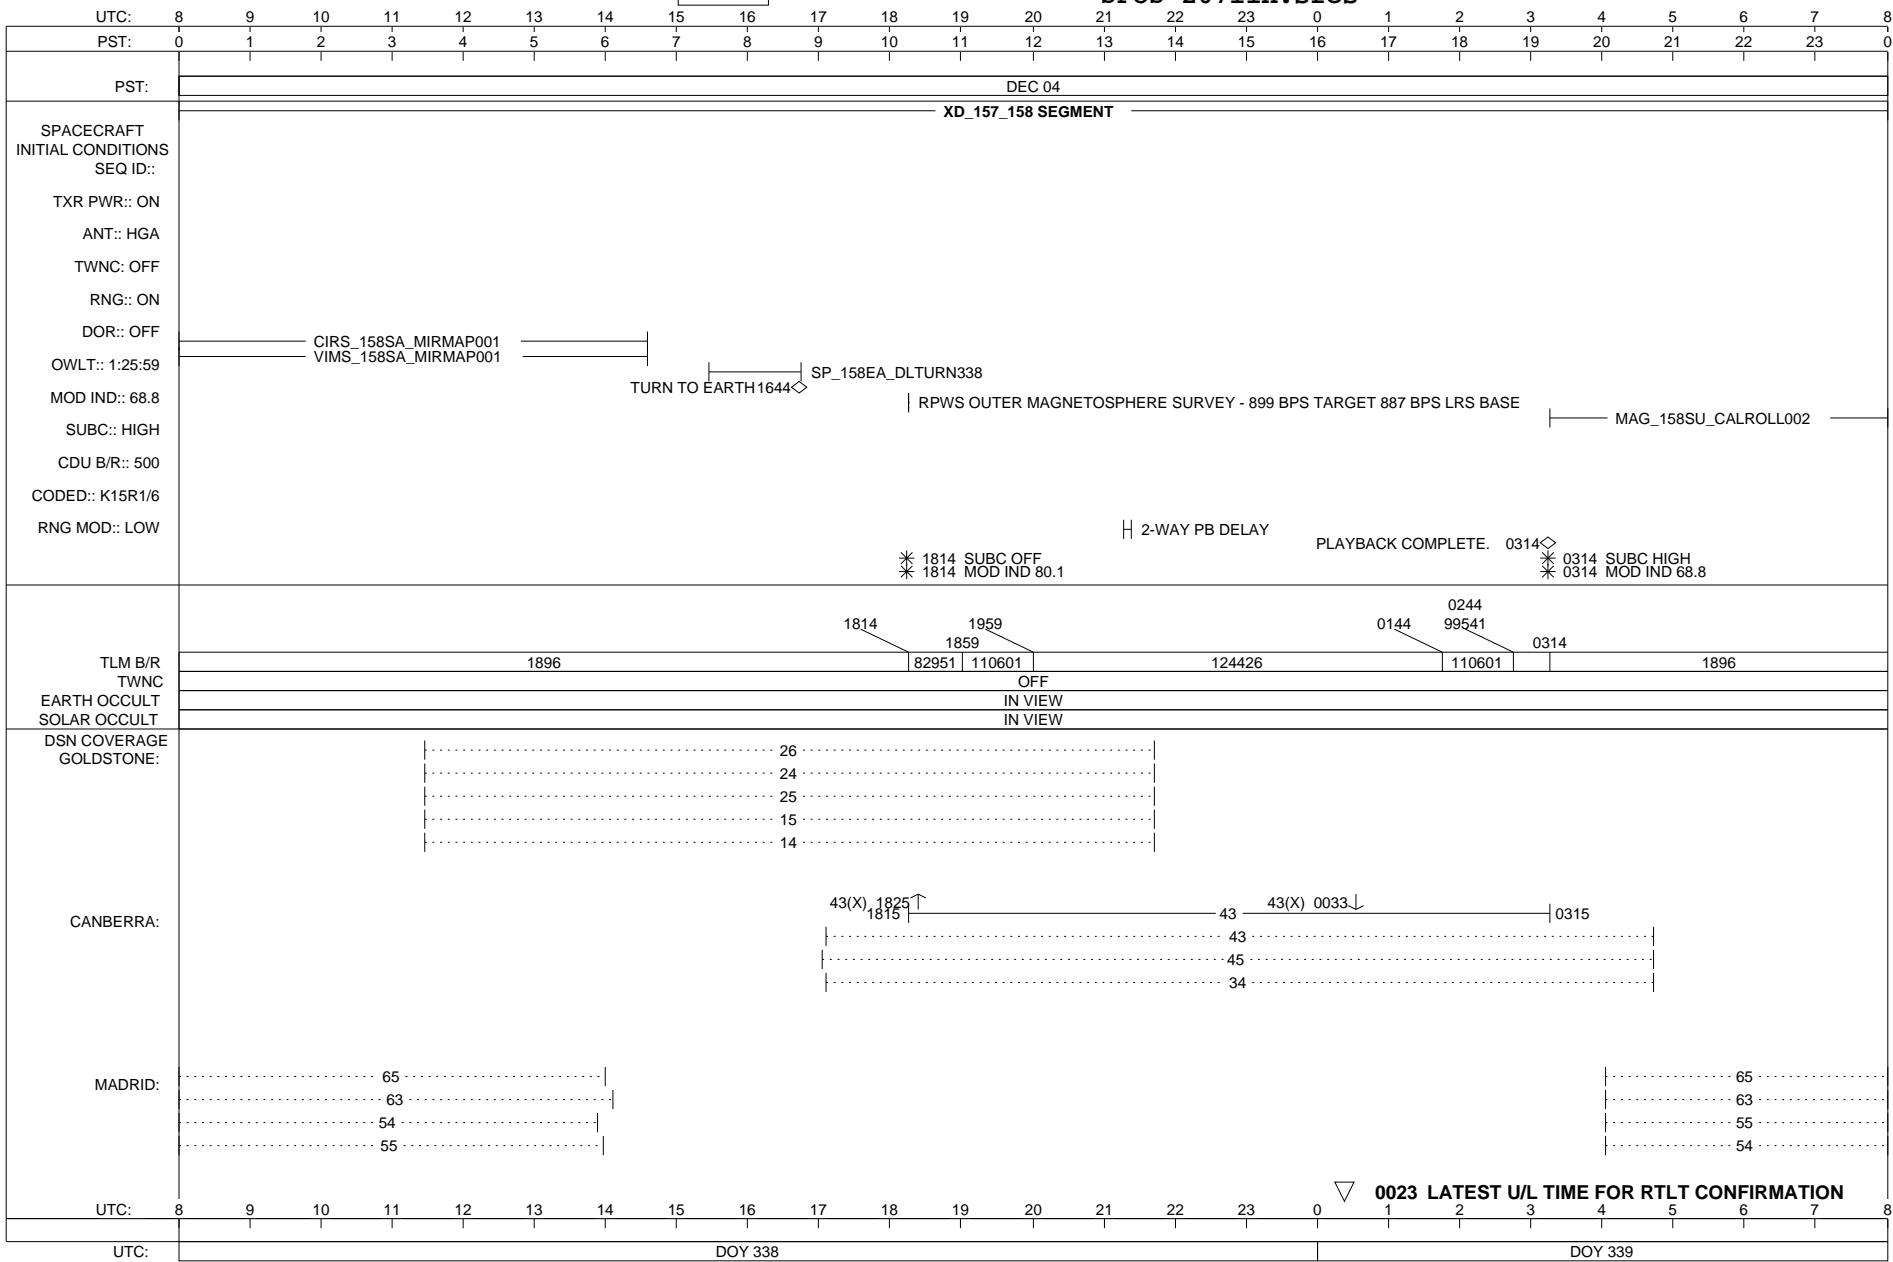 UTC: 8 9 10 11 12 13 14 15 16 17 18 19 20 21 22 23 0 1 2 3 4 5 6 7 8
PST: 0 1 2 3 4 5 6 7 8 9 10 11 12 13 14 15 16 17 18 19 20 21 22 23 0
PST: DEC 04
XD_157_158 SEGMENT
SPACECRAFT
INITIAL CONDITIONS
SEQ ID::
TXR PWR:: ON
ANT:: HGA
TWNC: OFF
RNG:: ON
DOR:: OFF
CIRS_158SA_MIRMAP001
VIMS_158SA_MIRMAP001
OWLT:: 1:25:59
SP_158EA_DLTURN338
TURN TO EARTH 1644
MOD IND:: 68.8
RPWS OUTER MAGNETOSPHERE SURVEY - 899 BPS TARGET 887 BPS LRS BASE
MAG_158SU_CALROLL002
SUBC:: HIGH
CDU B/R:: 500
CODED:: K15R1/6
RNG MOD:: LOW
2-WAY PB DELAY
PLAYBACK COMPLETE. 0314
1814 SUBC OFF 0314 SUBC HIGH
1814 MOD IND 80.1 0314 MOD IND 68.8
0244
1814 1959 0144 99541
1859 0314
TLM B/R 1896 82951 110601 124426 110601 1896
TWNC OFF
EARTH OCCULT IN VIEW
SOLAR OCCULT IN VIEW
DSN COVERAGE
GOLDSTONE:
26
24
25
15
14
43(X) 1825 43(X) 0033
CANBERRA: 1815 43 0315
43
45
34
MADRID:
65 65
63 63
54 55
55 54
0023 LATEST U/L TIME FOR RTLT CONFIRMATION
UTC: 8 9 10 11 12 13 14 15 16 17 18 19 20 21 22 23 0 1 2 3 4 5 6 7 8
UTC: DOY 338 DOY 339